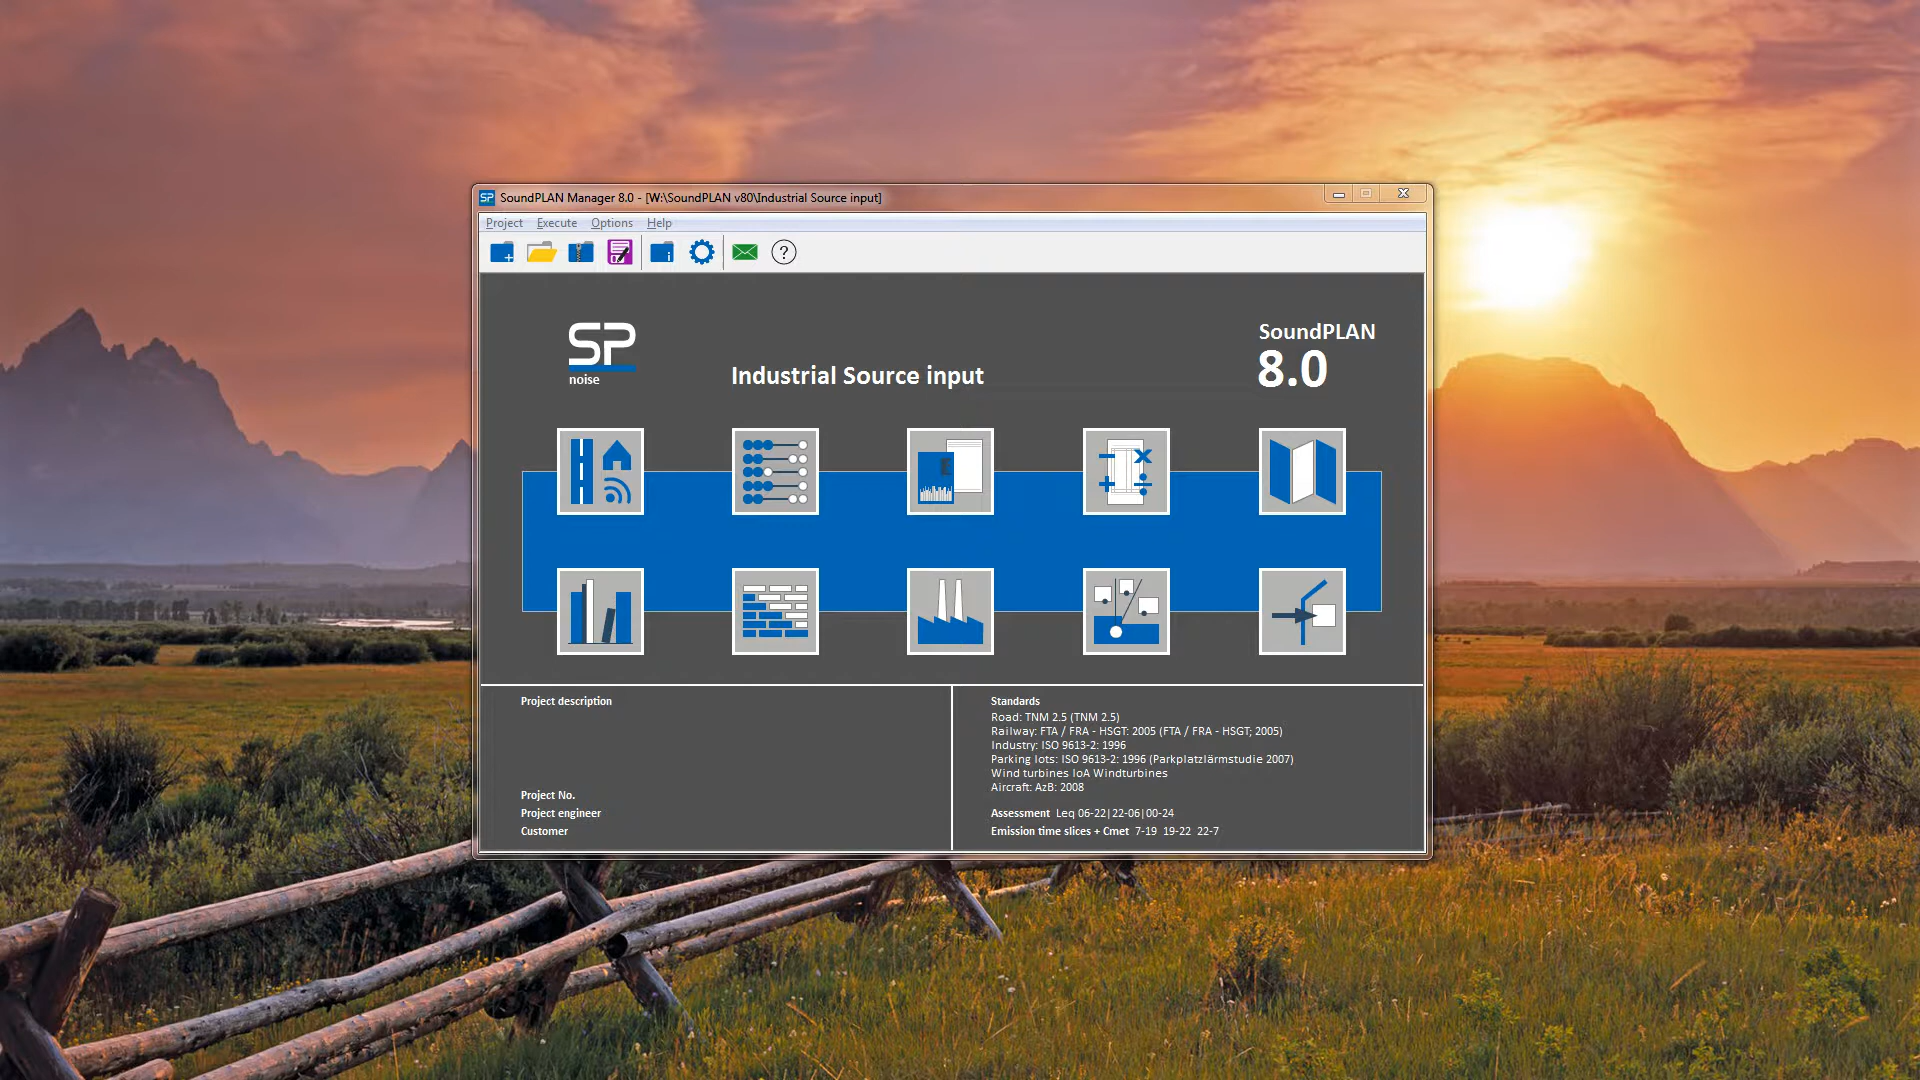 SP SoundPLAN Manager 8.0 - [W:\SoundPLAN v80\Industrial Source input]
Project Execute Options Help
SP
noise
Industrial Source input
SoundPLAN
8.0
Project description
Project No.
Project engineer
Customer
Standards
Road: TNM 2.5 (TNM 2.5)
Railway: FTA / FRA - HSGT: 2005 (FTA / FRA - HSGT; 2005)
Industry: ISO 9613-2: 1996
Parking lots: ISO 9613-2: 1996 (Parkplatzlärmstudie 2007)
Wind turbines IoA Windturbines
Aircraft: AzB: 2008
Assessment Leq 06-22|22-06|00-24
Emission time slices + Cmet 7-19 19-22 22-7